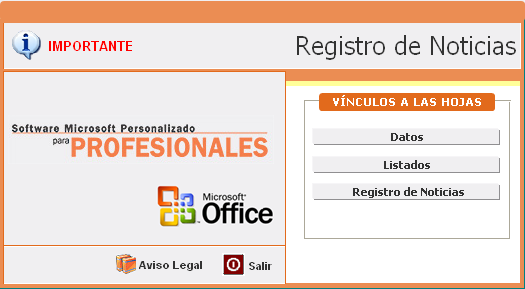 IMPORTANTE
Registro de Noticias
Software Microsoft Personalizado
para PROFESIONALES
Microsoft®
Office
VÍNCULOS A LAS HOJAS
Datos
Listados
Registro de Noticias
Aviso Legal
Salir